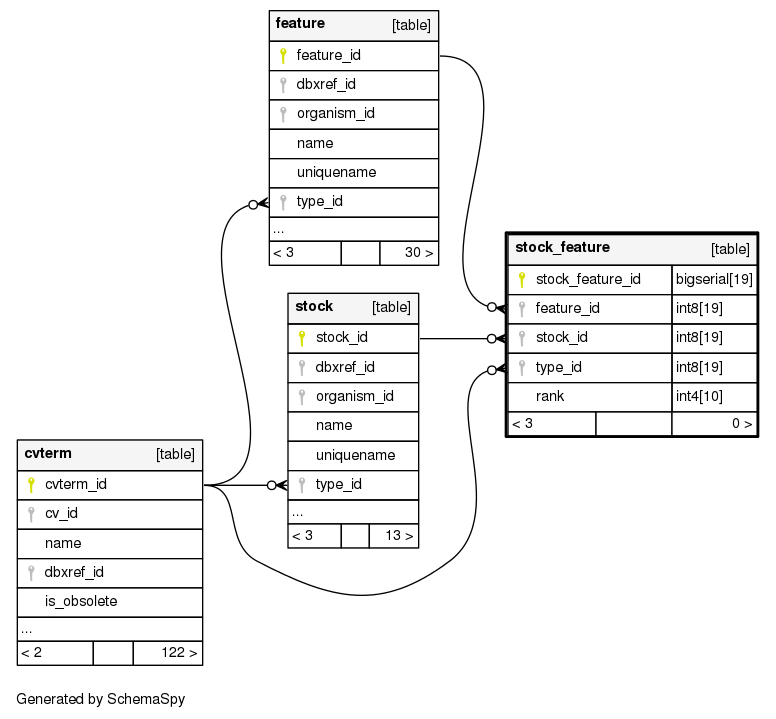 feature [table]
feature_id
dbxref_id
organism_id
name
uniquename
type_id
...
< 3 30 >
stock_feature [table]
stock_feature_id bigserial[19]
feature_id int8[19]
stock_id int8[19]
type_id int8[19]
rank int4[10]
< 3 0 >
stock [table]
stock_id
dbxref_id
organism_id
name
uniquename
type_id
...
< 3 13 >
cvterm [table]
cvterm_id
cv_id
name
dbxref_id
is_obsolete
...
< 2 122 >
Generated by SchemaSpy